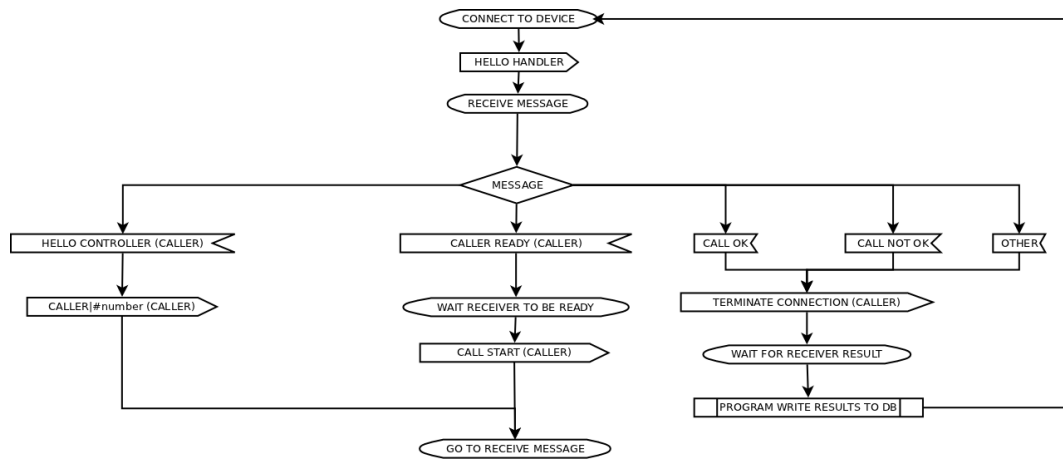 CONNECT TO DEVICE
HELLO HANDLER
RECEIVE MESSAGE
MESSAGE
HELLO CONTROLLER (CALLER)
CALLER READY (CALLER)
CALL OK
CALL NOT OK
OTHER
CALLER|#number (CALLER)
WAIT RECEIVER TO BE READY
TERMINATE CONNECTION (CALLER)
CALL START (CALLER)
WAIT FOR RECEIVER RESULT
PROGRAM WRITE RESULTS TO DB
GO TO RECEIVE MESSAGE